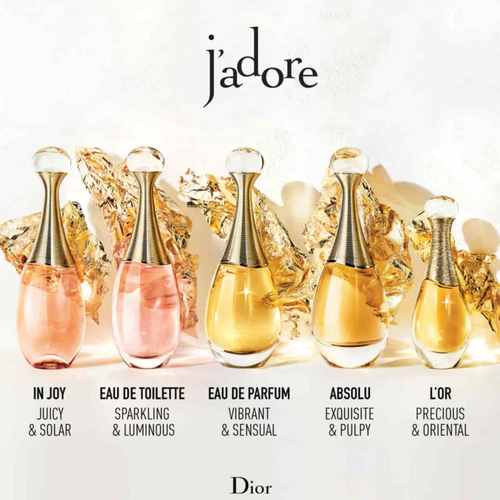 j'adore
IN JOY
JUICY
& SOLAR
EAU DE TOILETTE
SPARKLING
& LUMINOUS
EAU DE PARFUM
VIBRANT
& SENSUAL
ABSOLU
EXQUISITE
& PULPY
L'OR
PRECIOUS
& ORIENTAL
Dior